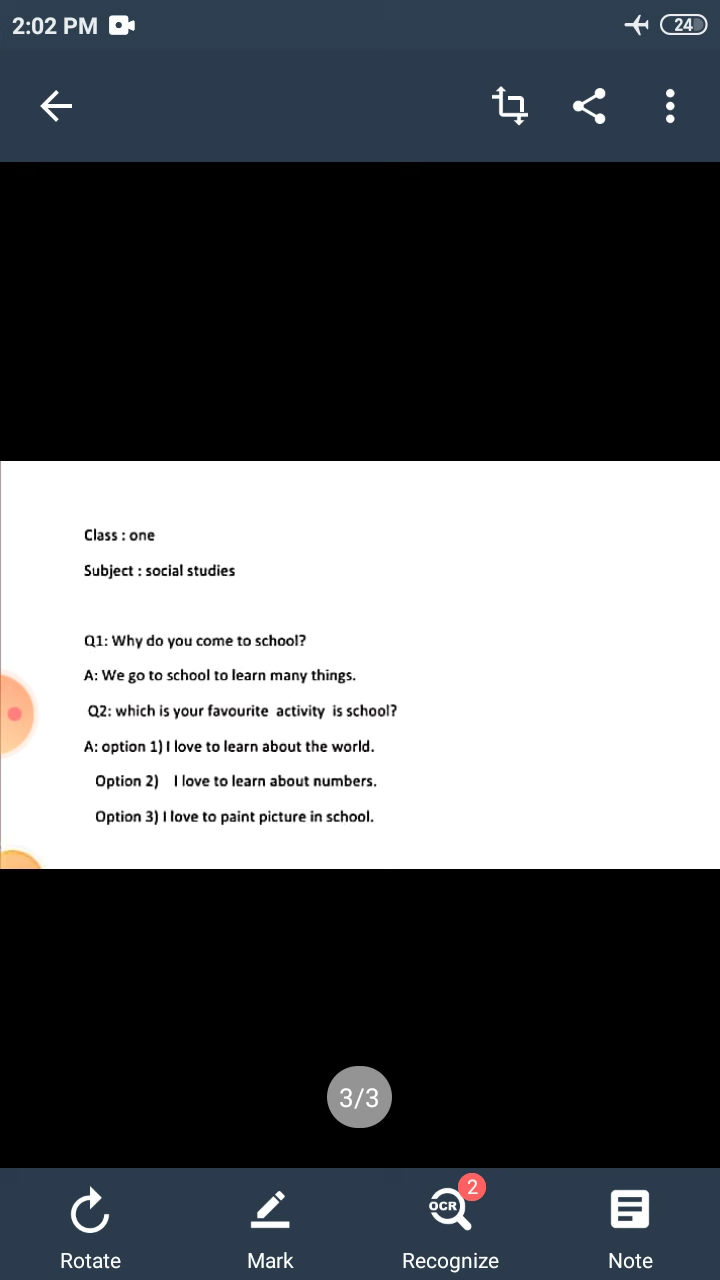 2:02 PM
24
Class : one
Subject : social studies
Q1: Why do you come to school?
A: We go to school to learn many things.
Q2: which is your favourite activity is school?
A: option 1) I love to learn about the world.
Option 2) I love to learn about numbers.
Option 3) I love to paint picture in school.
3/3
OCR 2
Rotate Mark Recognize Note